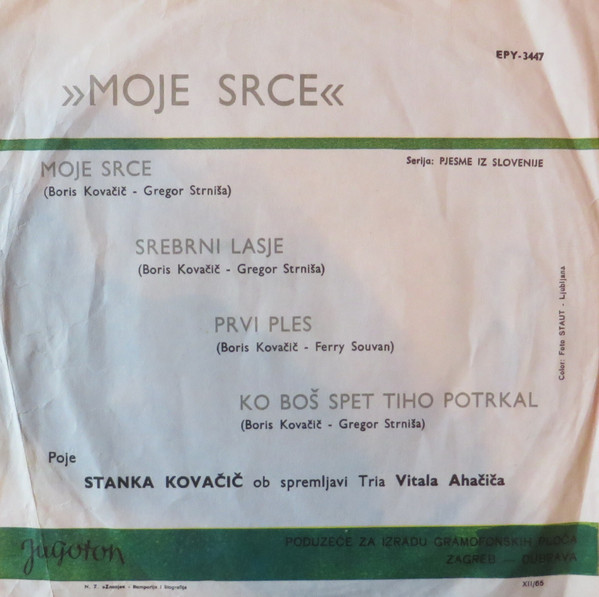 EPY-3447
»MOJE SRCE«
MOJE SRCE
Serija: PJESME IZ SLOVENIJE
(Boris Kovačič - Gregor Strniša)
SREBRNI LASJE
(Boris Kovačič - Gregor Strniša)
PRVI PLES
(Boris Kovačič - Ferry Souvan)
KO BOŠ SPET TIHO POTRKAL
(Boris Kovačič - Gregor Strniša)
Color: Foto STAUT - Ljubljana
Poje
STANKA KOVAČIČ ob spremljavi Tria Vitala Ahačiča
Jugoton
PODUZEĆE ZA IZRADU GRAMOFONSKIH PLOČA
ZAGREB — DUBRAVA
XII/66